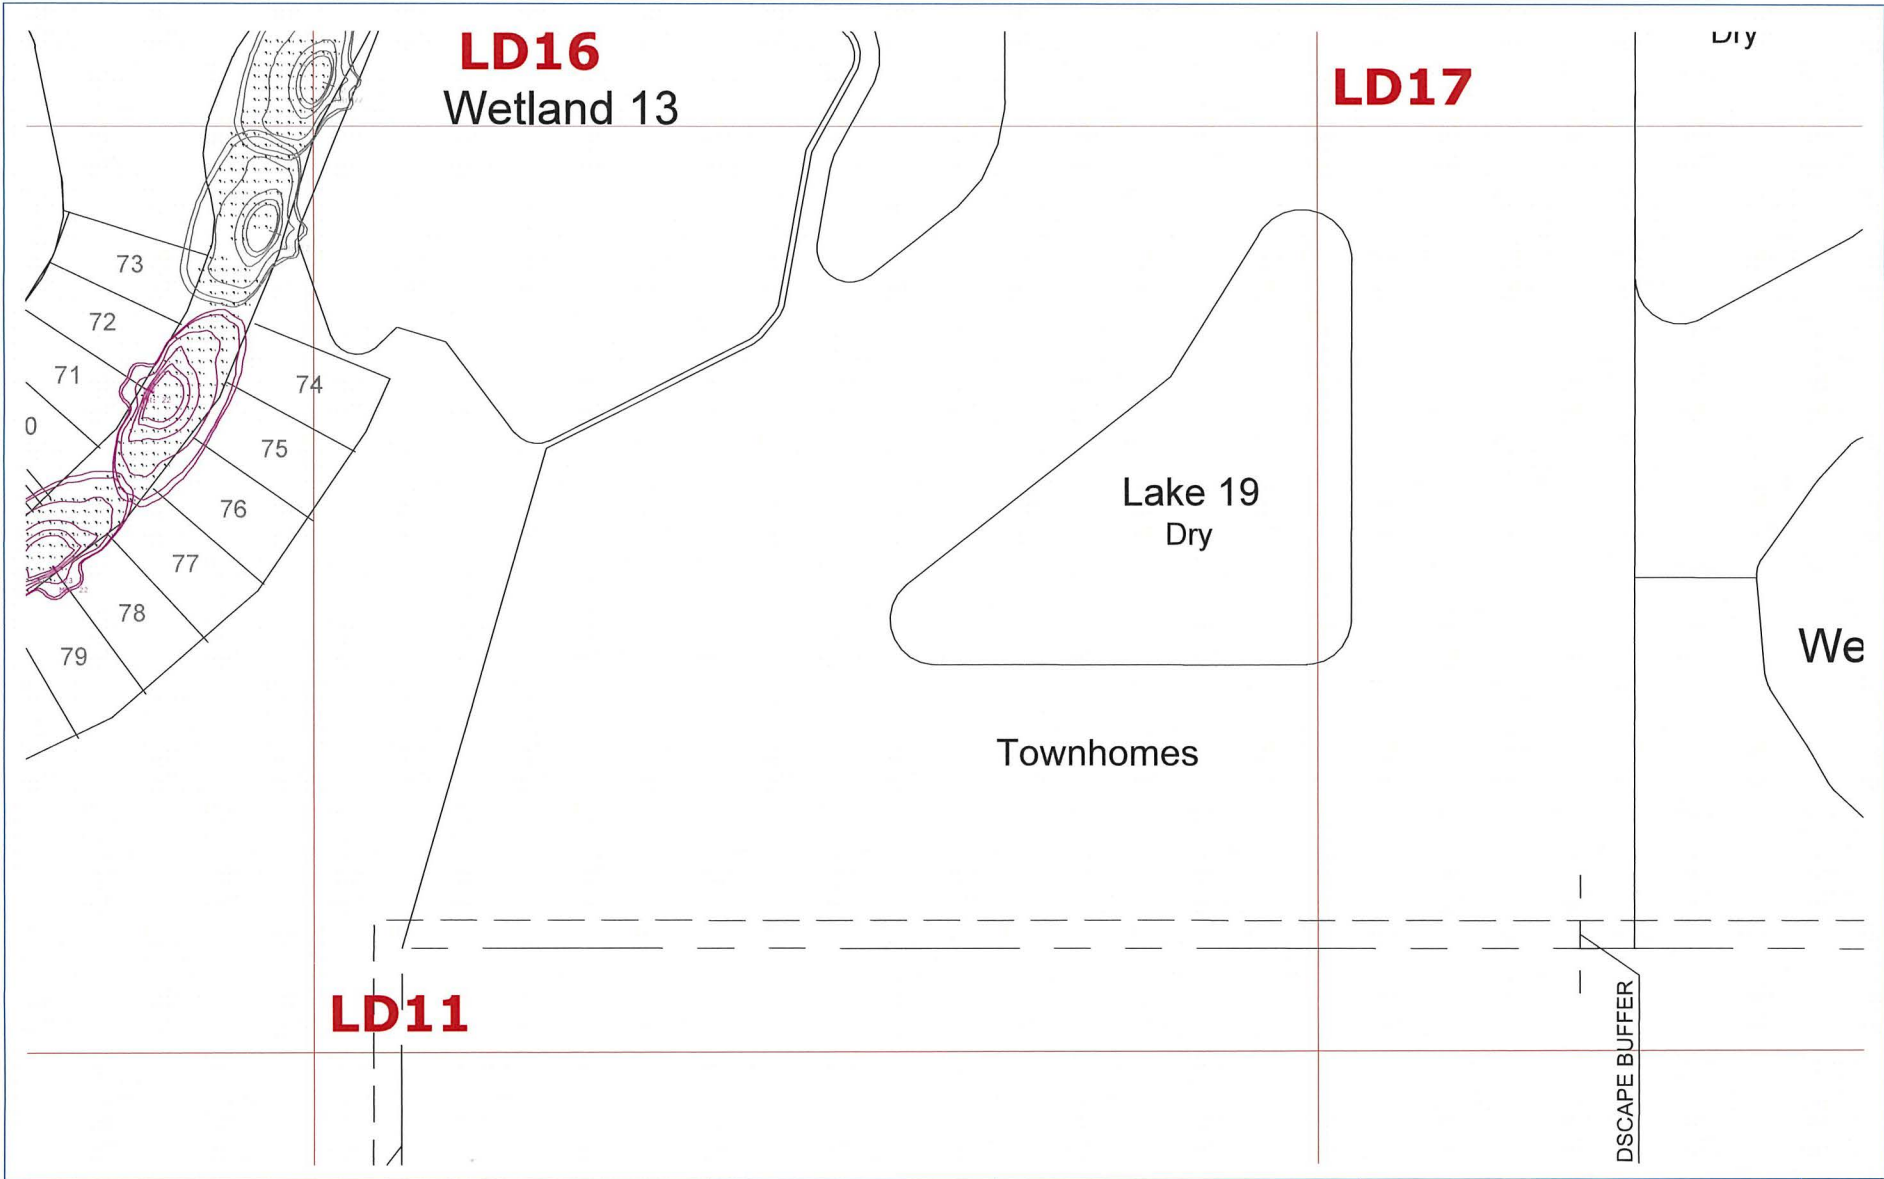 Dry
LD16
LD17
Wetland 13
73
72
71
74
0
75
76
Lake 19
Dry
77
78
79
We
Townhomes
LD11
DSCAPE BUFFER